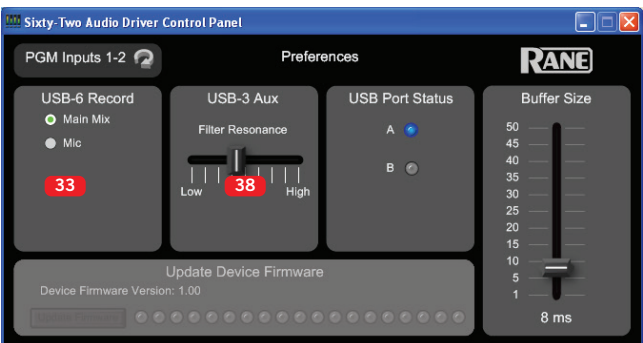 Sixty-Two Audio Driver Control Panel
PGM Inputs 1-2
Preferences
RANE
USB-6 Record
Main Mix
Mic
33
USB-3 Aux
Filter Resonance
Low
38
High
USB Port Status
A
B
Buffer Size
50
45
40
35
30
25
20
15
10
5
1
8 ms
Update Device Firmware
Device Firmware Version: 1.00
Update Firmware